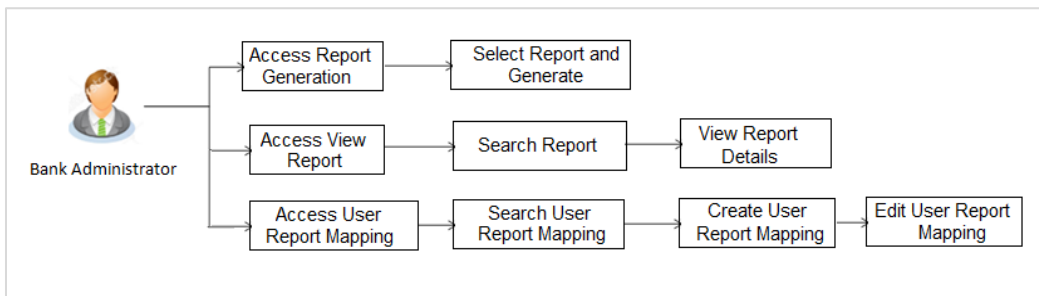 Access Report
Generation
Select Report and
Generate
Bank Administrator
Access View
Report
Search Report
View Report
Details
Access User
Report Mapping
Search User
Report Mapping
Create User
Report Mapping
Edit User Report
Mapping